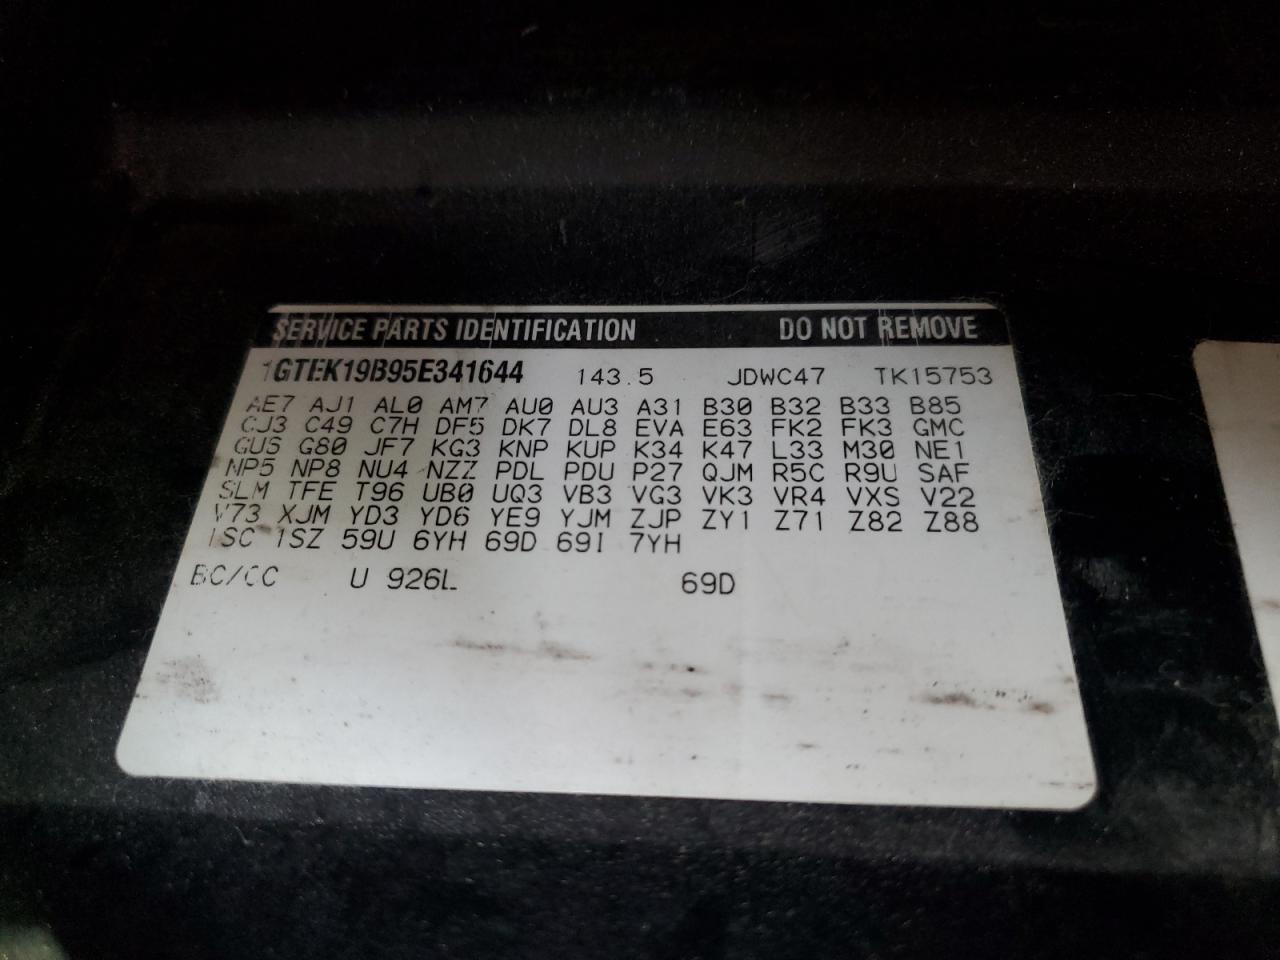 SERVICE PARTS IDENTIFICATION DO NOT REMOVE
1GTEK19B95E341644 143.5 JDWC47 TK15753
AE7 AJ1 AL0 AM7 AU0 AU3 A31 B30 B32 B33 B85
CJ3 C49 C7H DF5 DK7 DL8 EVA E63 FK2 FK3 GMC
GU5 G80 JF7 KG3 KNP KUP K34 K47 L33 M30 NE1
NP5 NP8 NU4 NZZ PDL PDU P27 QJM R5C R9U SAF
SLM TFE T96 UB0 UQ3 VB3 VG3 VK3 VR4 VXS V22
V73 XJM YD3 YD6 YE9 YJM ZJP ZY1 Z71 Z82 Z88
1SC 1SZ 59U 6YH 69D 69I 7YH
BC/CC U 926L 69D